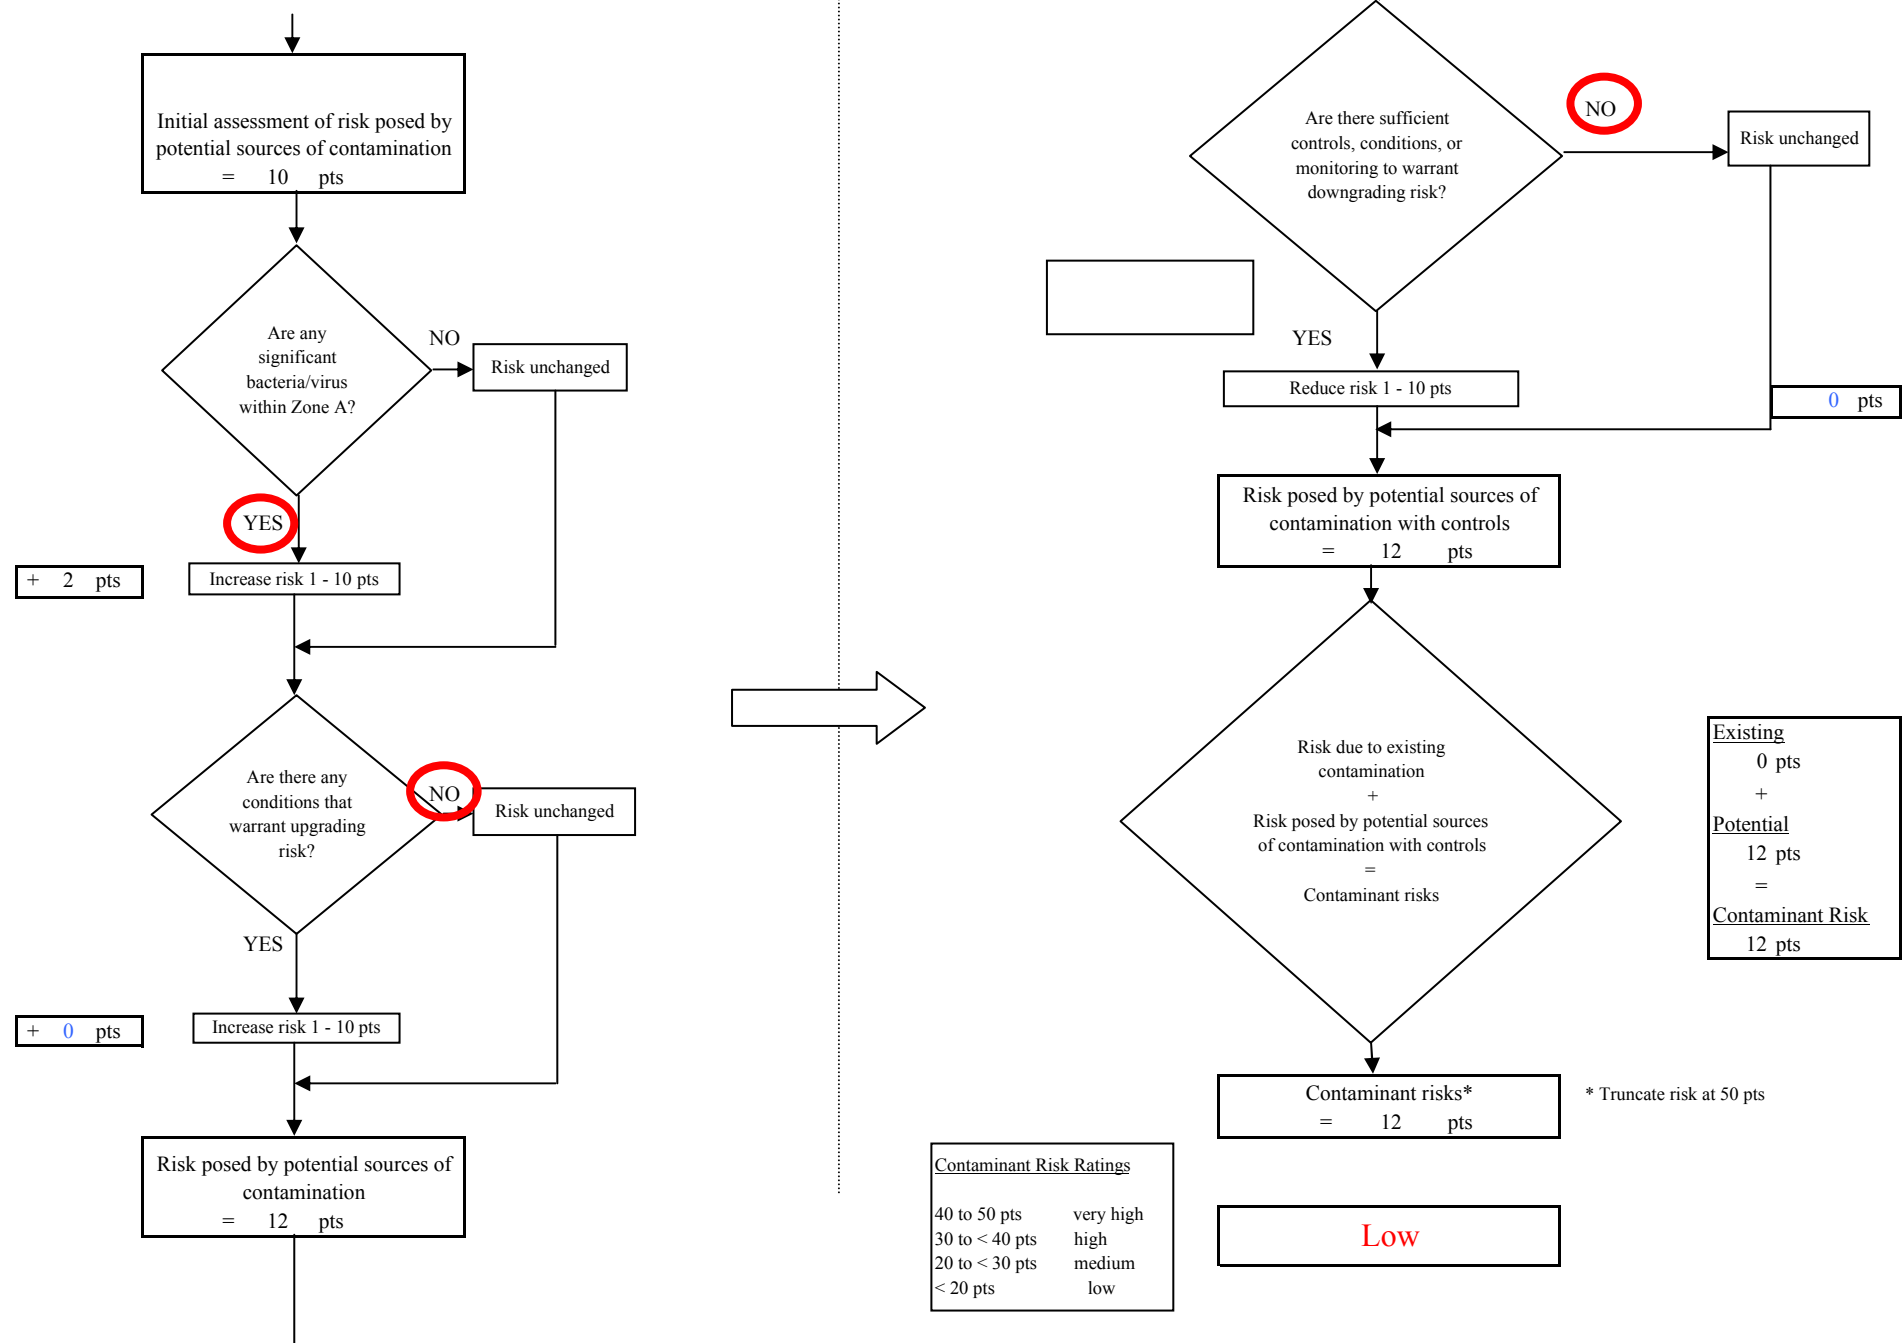 Initial assessment of risk posed by
potential sources of contamination
= 10 pts
Are any
significant
bacteria/virus
within Zone A?
NO
Risk unchanged
YES
+ 2 pts
Increase risk 1 - 10 pts
Are there any
conditions that
warrant upgrading
risk?
NO
Risk unchanged
YES
+ 0 pts
Increase risk 1 - 10 pts
Risk posed by potential sources of
contamination
= 12 pts
Are there sufficient
controls, conditions, or
monitoring to warrant
downgrading risk?
NO
Risk unchanged
YES
Reduce risk 1 - 10 pts
0 pts
Risk posed by potential sources of
contamination with controls
= 12 pts
Risk due to existing
contamination
+
Risk posed by potential sources
of contamination with controls
=
Contaminant risks
Existing
0 pts
+
Potential
12 pts
=
Contaminant Risk
12 pts
Contaminant risks*
= 12 pts
* Truncate risk at 50 pts
Contaminant Risk Ratings
40 to 50 pts very high
30 to < 40 pts high
20 to < 30 pts medium
< 20 pts low
Low